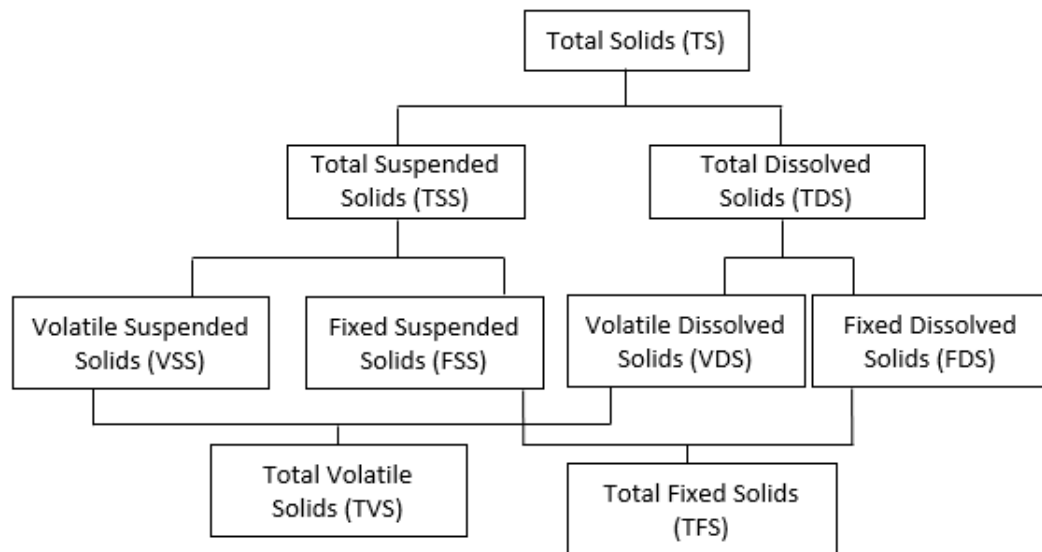 Total Solids (TS)
Total Suspended
Solids (TSS)
Total Dissolved
Solids (TDS)
Volatile Suspended
Solids (VSS)
Fixed Suspended
Solids (FSS)
Volatile Dissolved
Solids (VDS)
Fixed Dissolved
Solids (FDS)
Total Volatile
Solids (TVS)
Total Fixed Solids
(TFS)